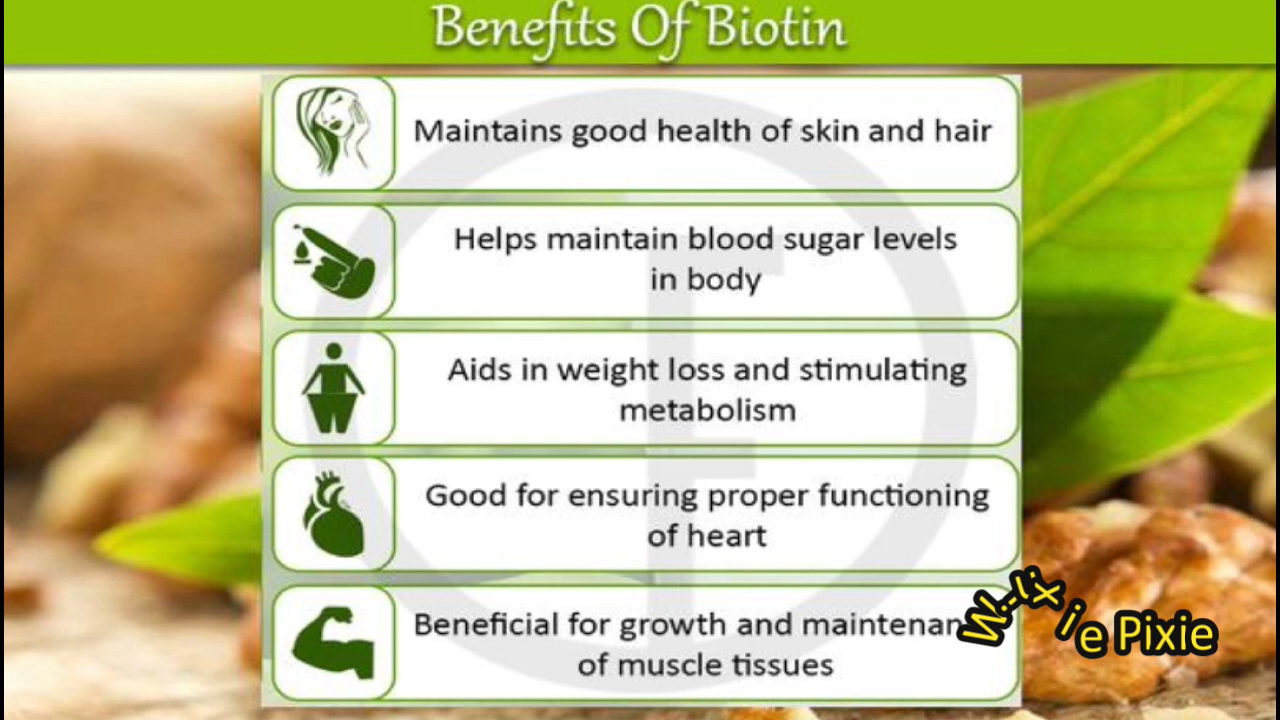 Benefits Of Biotin
Maintains good health of skin and hair
Helps maintain blood sugar levels
in body
Aids in weight loss and stimulating
metabolism
Good for ensuring proper functioning
of heart
Beneficial for growth and maintenan
of muscle tissues
Pixie